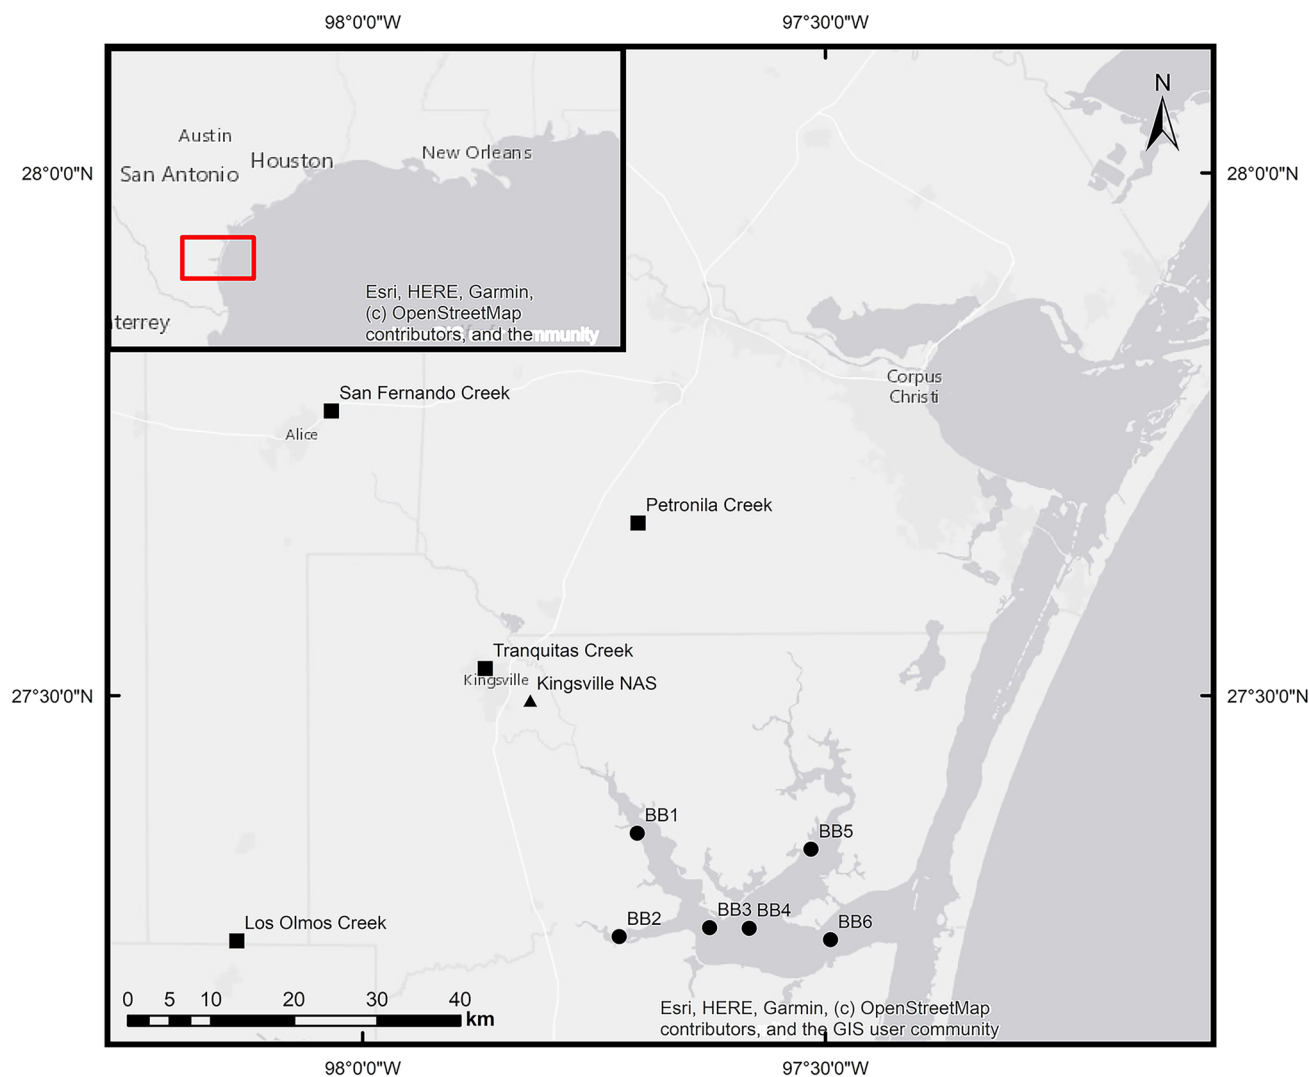 98°0'0"W
97°30'0"W
N
Austin
San Antonio
Houston
New Orleans
28°0'0"N
28°0'0"N
terrey
Esri, HERE, Garmin,
(c) OpenStreetMap
contributors, and the
mmunity
Corpus
Christi
San Fernando Creek
Alice
Petronila Creek
Tranquitas Creek
Kingsville
Kingsville NAS
27°30'0"N
27°30'0"N
BB1
BB5
BB2
BB3
BB4
BB6
Los Olmos Creek
0 5 10 20 30 40
km
Esri, HERE, Garmin, (c) OpenStreetMap
contributors, and the GIS user community
98°0'0"W
97°30'0"W